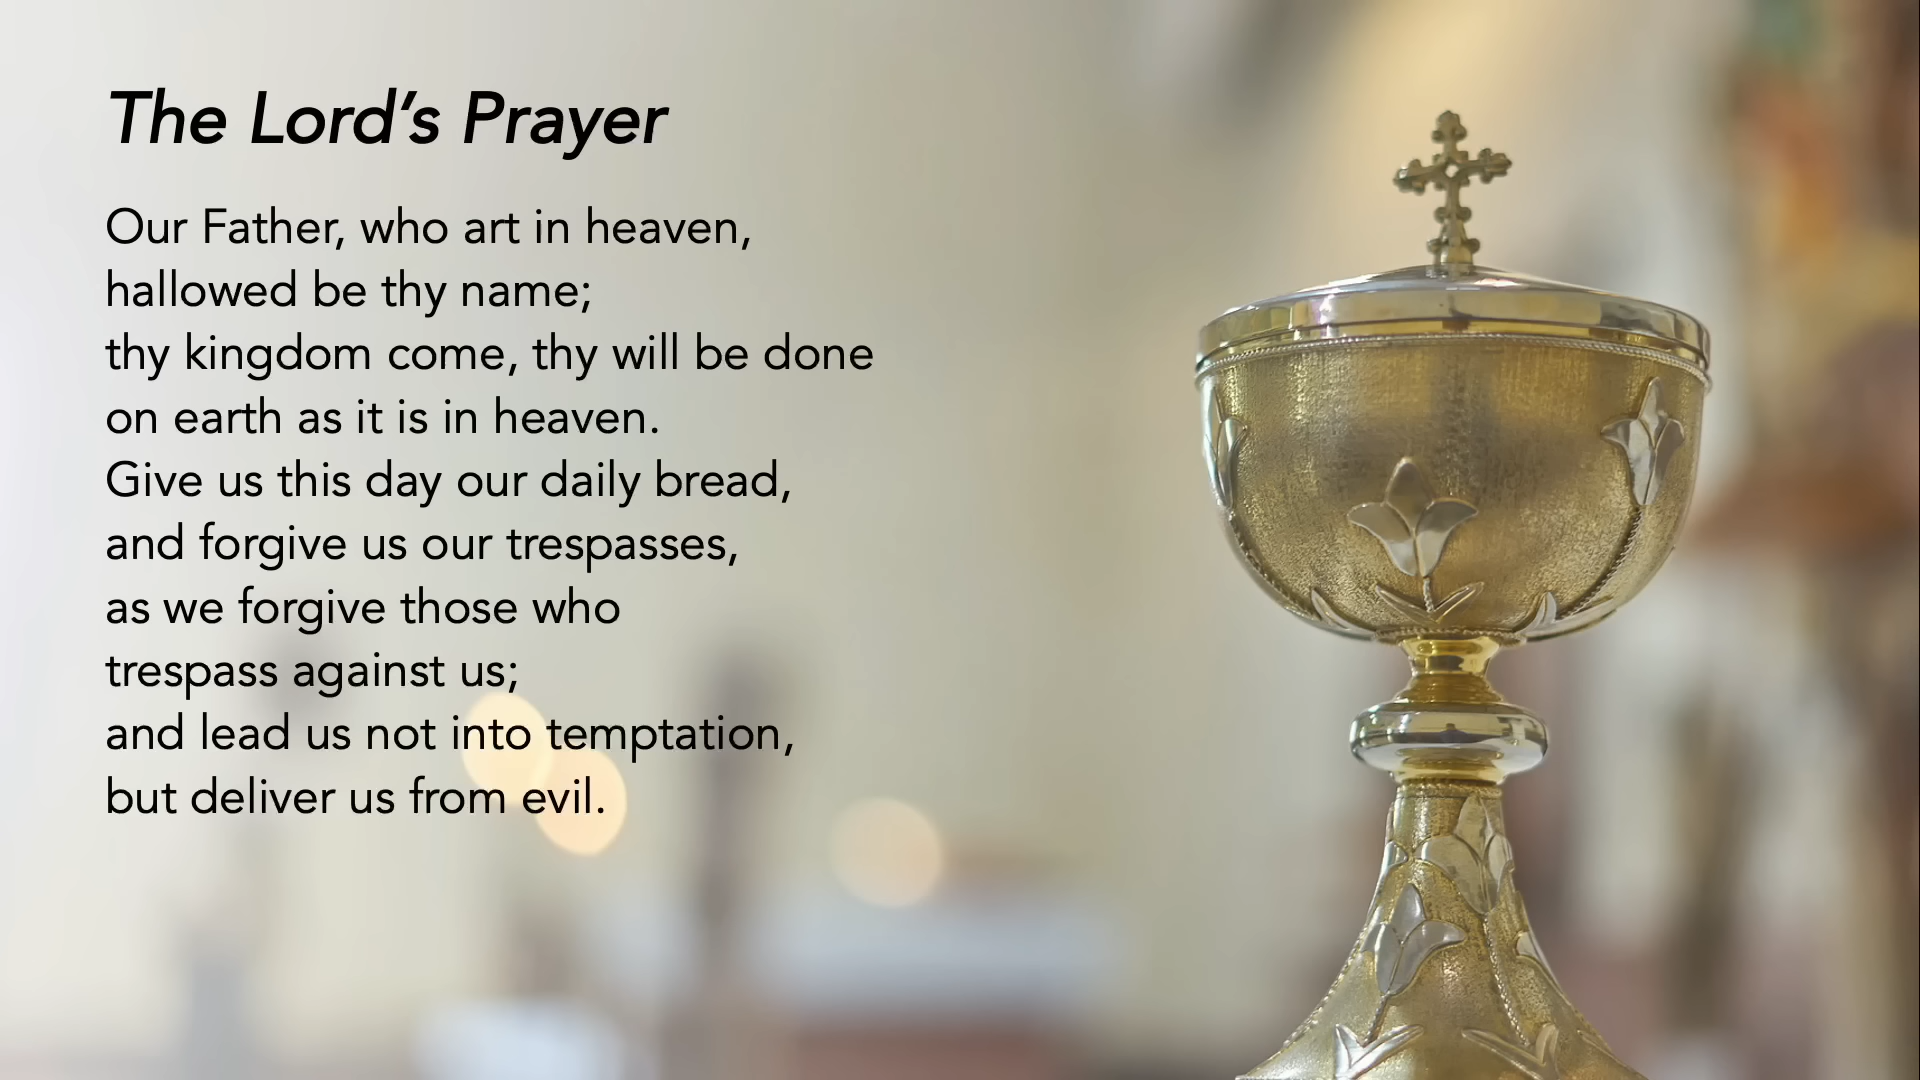 The Lord’s Prayer
Our Father, who art in heaven,
hallowed be thy name;
thy kingdom come, thy will be done
on earth as it is in heaven.
Give us this day our daily bread,
and forgive us our trespasses,
as we forgive those who
trespass against us;
and lead us not into temptation,
but deliver us from evil.